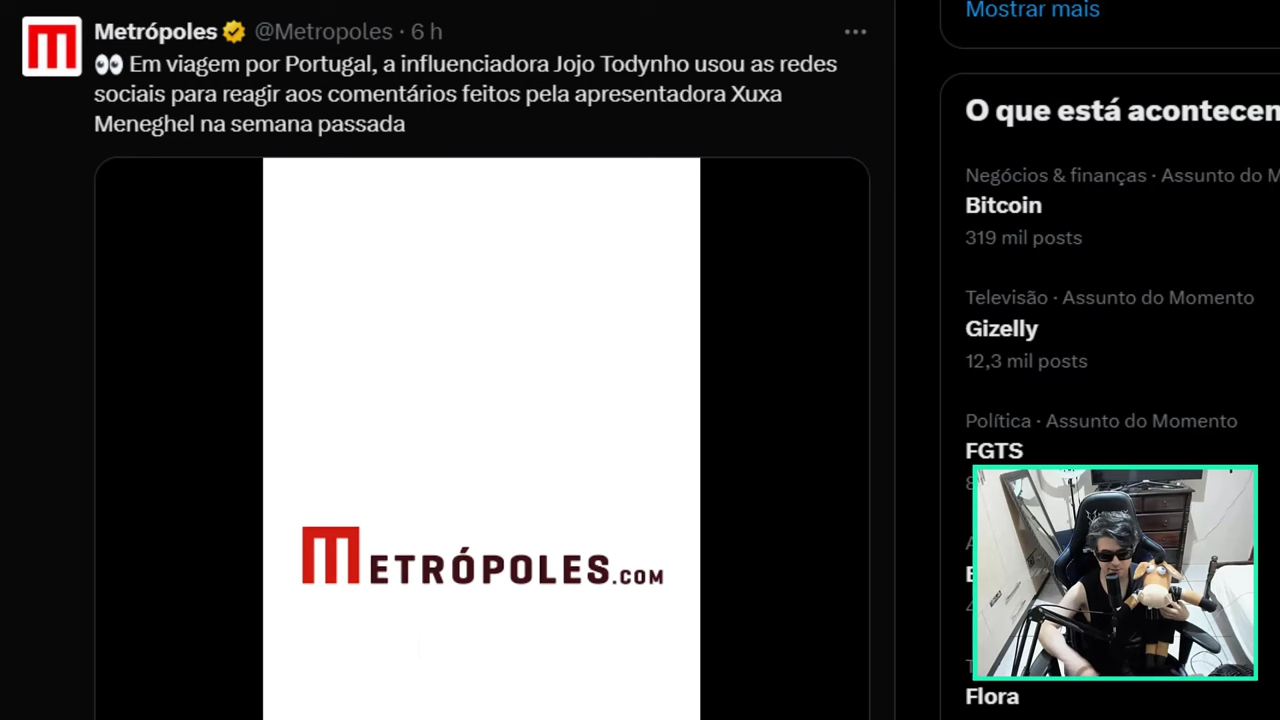 Metrópoles @Metropoles · 6 h
👀 Em viagem por Portugal, a influenciadora Jojo Todynho usou as redes
sociais para reagir aos comentários feitos pela apresentadora Xuxa
Meneghel na semana passada
METRÓPOLES.COM
Mostrar mais
O que está acontecen
Negócios & finanças · Assunto do M
Bitcoin
319 mil posts
Televisão · Assunto do Momento
Gizelly
12,3 mil posts
Política · Assunto do Momento
FGTS
Flora